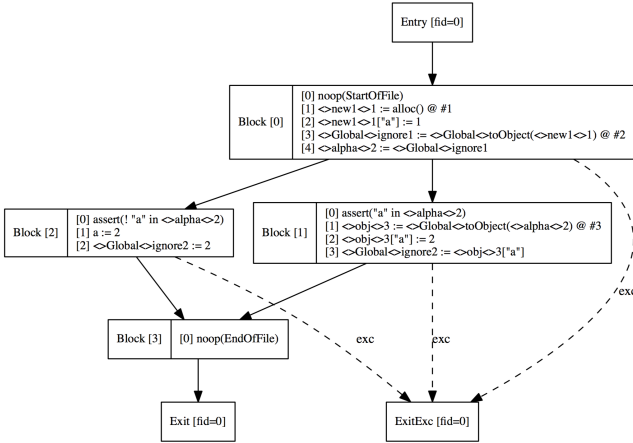 Entry [fid=0]
Block [0]
[0] noop(StartOfFile)
[1] <>new1<>1 := alloc() @ #1
[2] <>new1<>1["a"] := 1
[3] <>Global<>ignore1 := <>Global<>toObject(<>new1<>1) @ #2
[4] <>alpha<>2 := <>Global<>ignore1
Block [2]
[0] assert(! "a" in <>alpha<>2)
[1] a := 2
[2] <>Global<>ignore2 := 2
Block [1]
[0] assert("a" in <>alpha<>2)
[1] <>obj<>3 := <>Global<>toObject(<>alpha<>2) @ #3
[2] <>obj<>3["a"] := 2
[3] <>Global<>ignore2 := <>obj<>3["a"]
exc
Block [3]
[0] noop(EndOfFile)
exc
exc
Exit [fid=0]
ExitExc [fid=0]